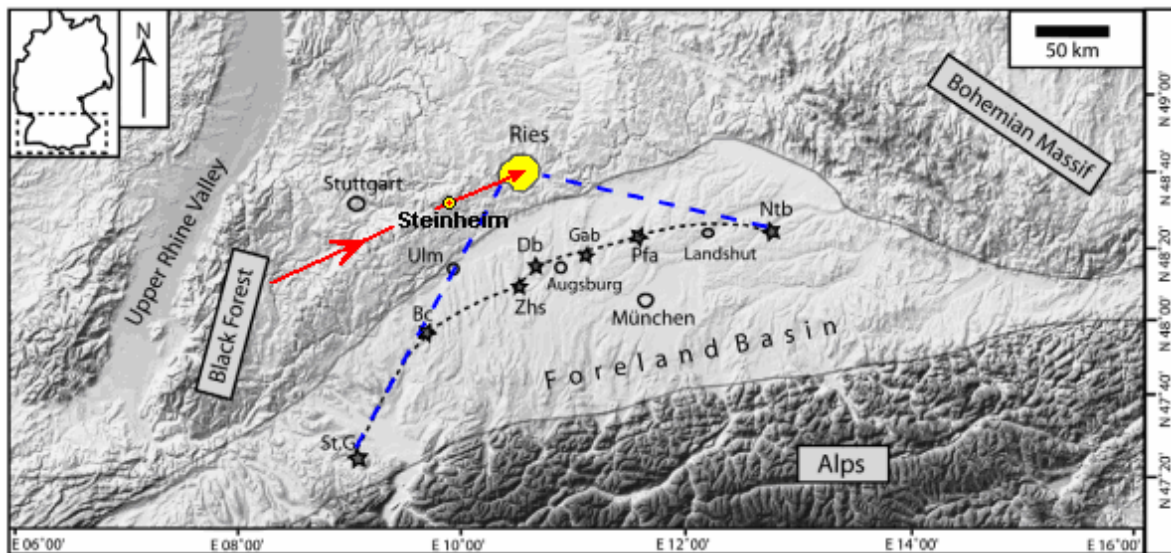 N
50 km
Bohemian Massif
Ries
Stuttgart
Steinheim
Upper Rhine Valley
Black Forest
Ulm
Db
Gab
Ntb
Pfa
Landshut
Augsburg
Zhs
Bc
München
Foreland Basin
St.G
Alps
N 49°00'
N 48°40'
N 48°20'
N 48°00'
N 47°40'
N 47°20'
E 06°00'
E 08°00'
E 10°00'
E 12°00'
E 14°00'
E 16°00'